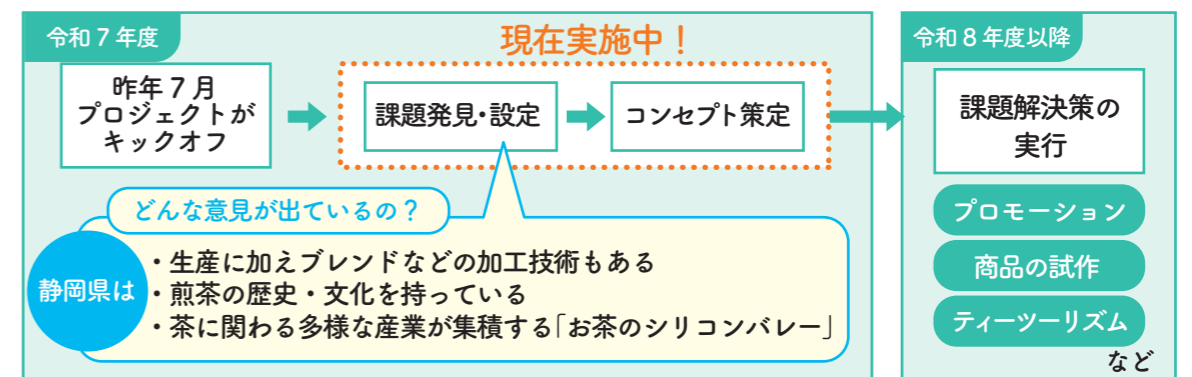 令和7年度
現在実施中！
昨年7月
プロジェクトが
キックオフ
課題発見・設定
コンセプト策定
どんな意見が出ているの？
静岡県は
・生産に加えブレンドなどの加工技術もある
・煎茶の歴史・文化を持っている
・茶に関わる多様な産業が集積する「お茶のシリコンバレー」
令和8年度以降
課題解決策の
実行
プロモーション
商品の試作
ティーツーリズム
など